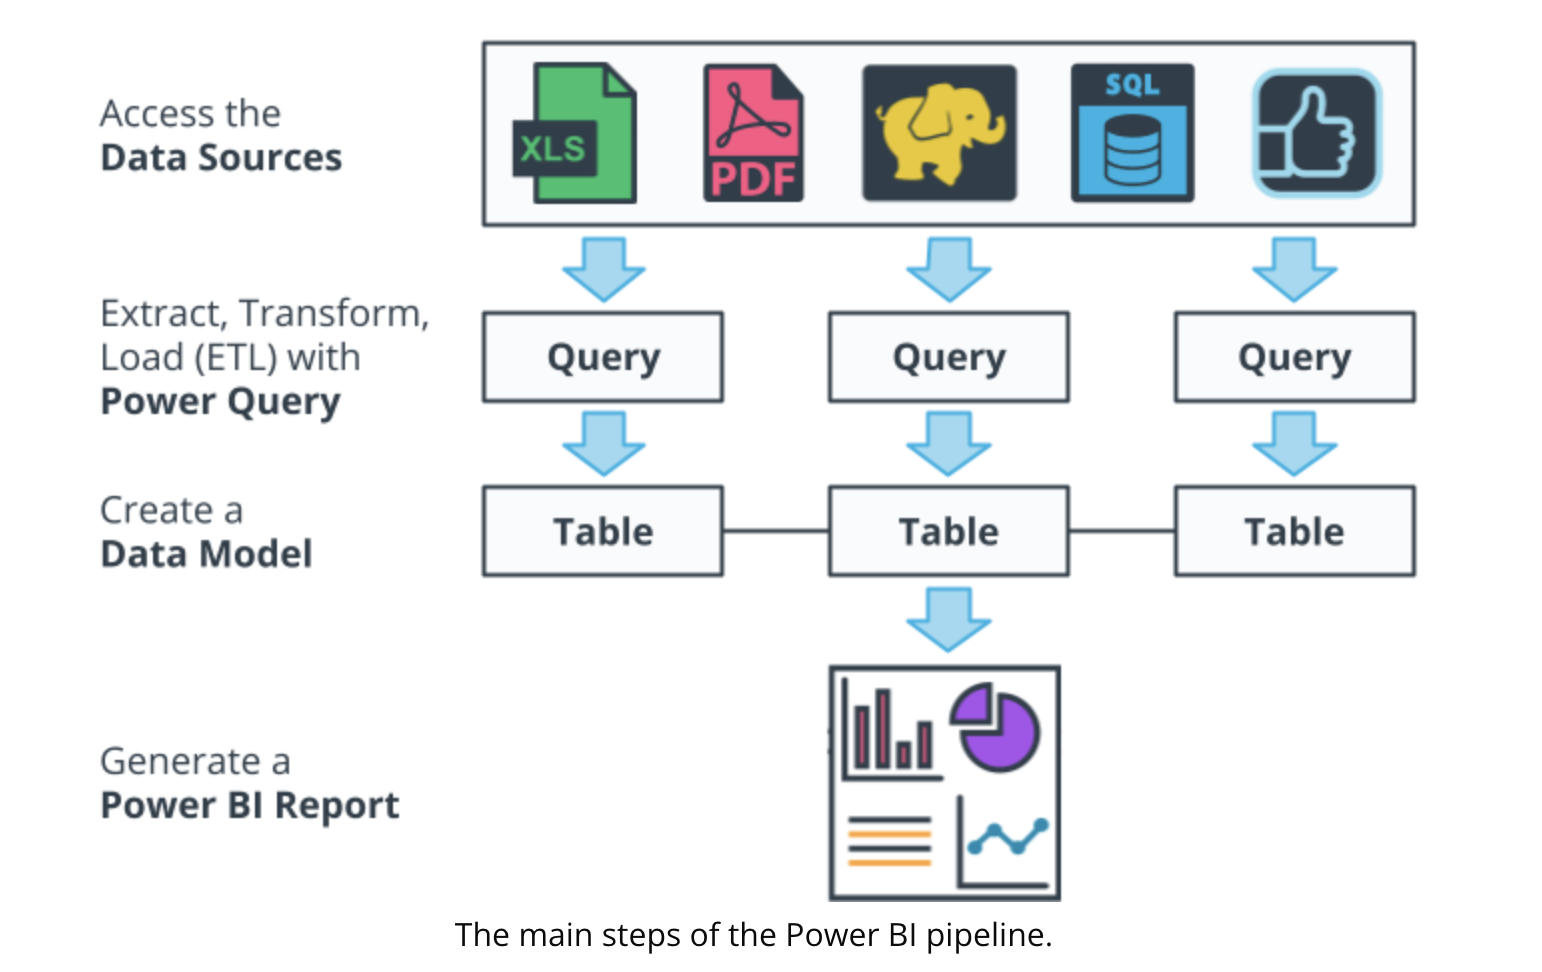 Access the
Data Sources
XLS
PDF
SQL
Extract, Transform,
Load (ETL) with
Power Query
Query
Query
Query
Create a
Data Model
Table
Table
Table
Generate a
Power BI Report
The main steps of the Power BI pipeline.